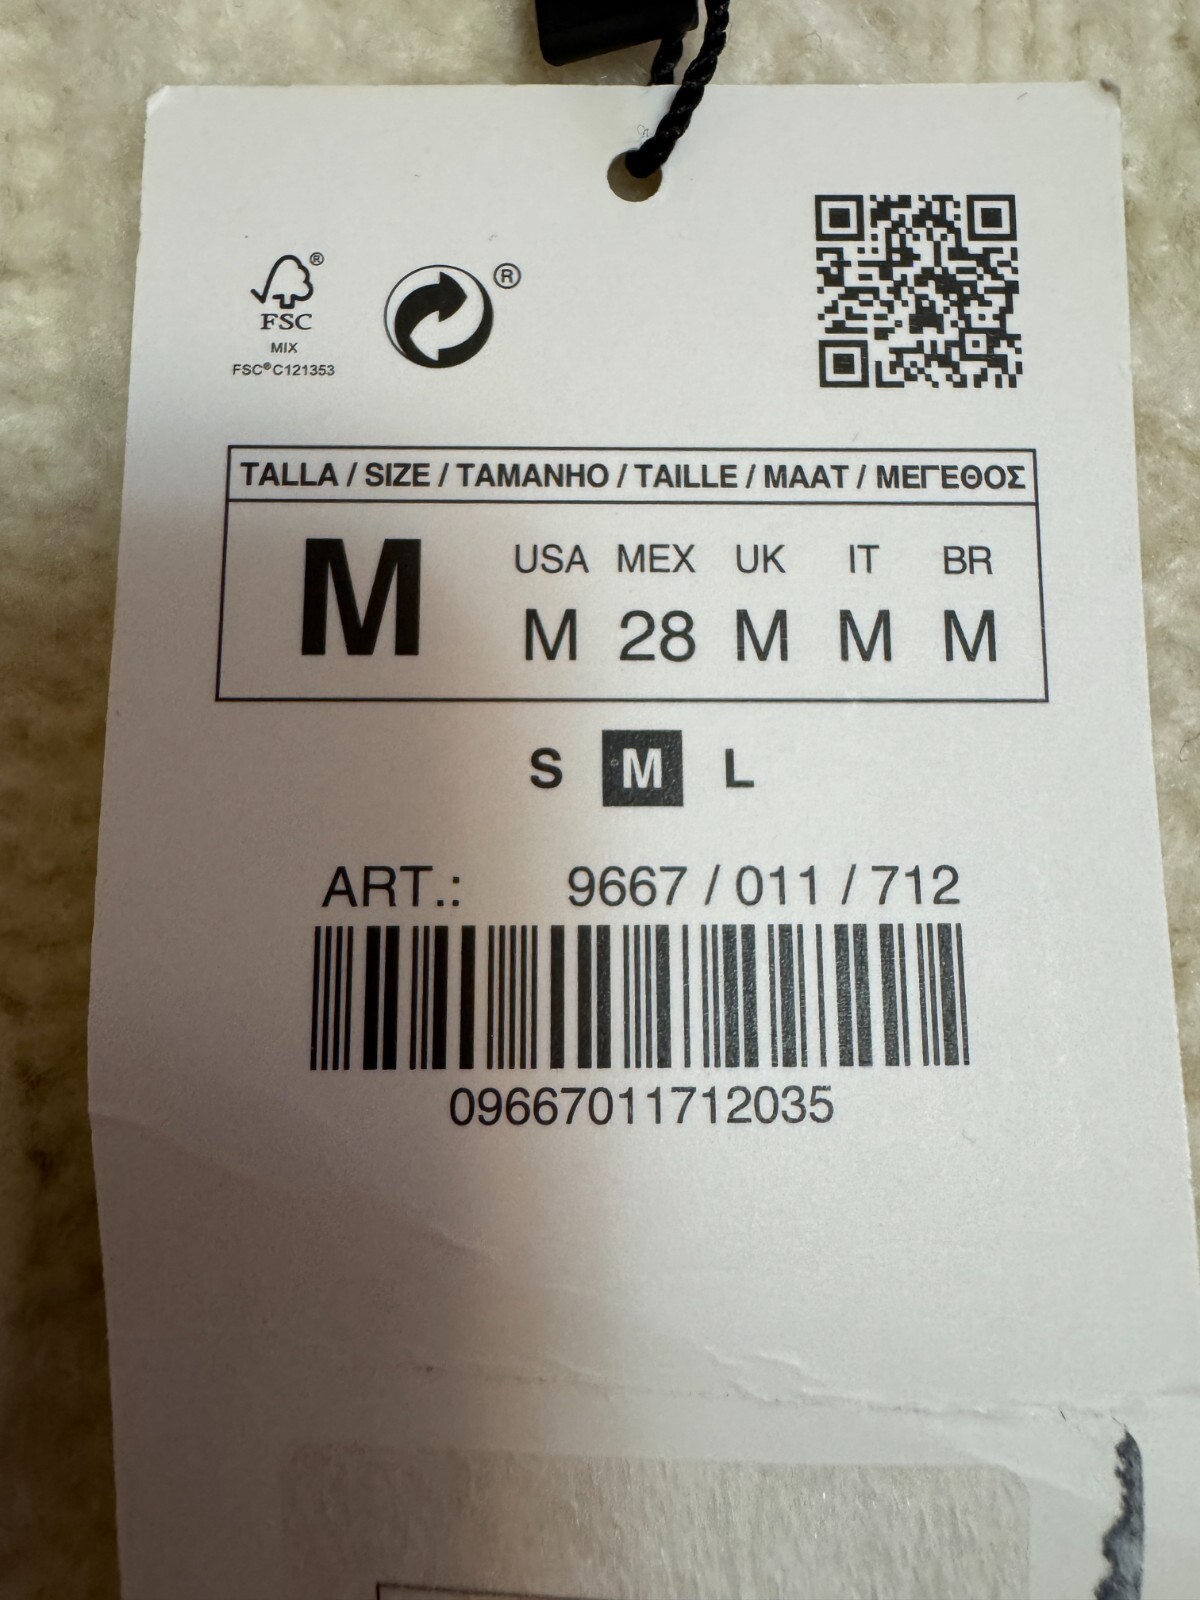 FSC®
MIX
FSC®C121353
®
TALLA / SIZE / TAMANHO / TAILLE / MAAT / ΜΕΓΕΘΟΣ
M
USA MEX UK IT BR
M 28 M M M
S M L
ART.: 9667 / 011 / 712
09667011712035